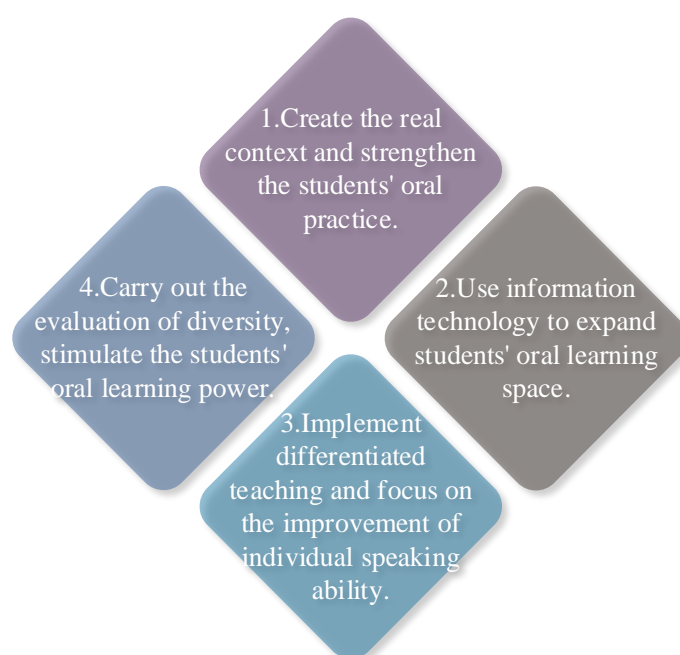 1.Create the real
context and strengthen
the students' oral
practice.
2.Use information
technology to expand
students' oral learning
space.
3.Implement
differentiated
teaching and focus on
the improvement of
individual speaking
ability.
4.Carry out the
evaluation of diversity,
stimulate the students'
oral learning power.